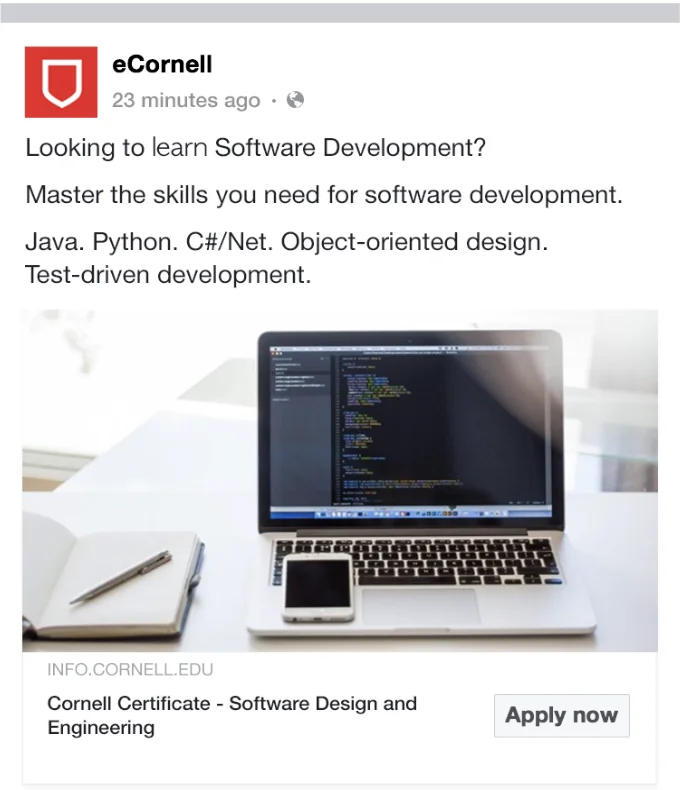 eCornell
23 minutes ago ·
Looking to learn Software Development?
Master the skills you need for software development.
Java. Python. C#/Net. Object-oriented design.
Test-driven development.
INFO.CORNELL.EDU
Cornell Certificate - Software Design and
Engineering
Apply now